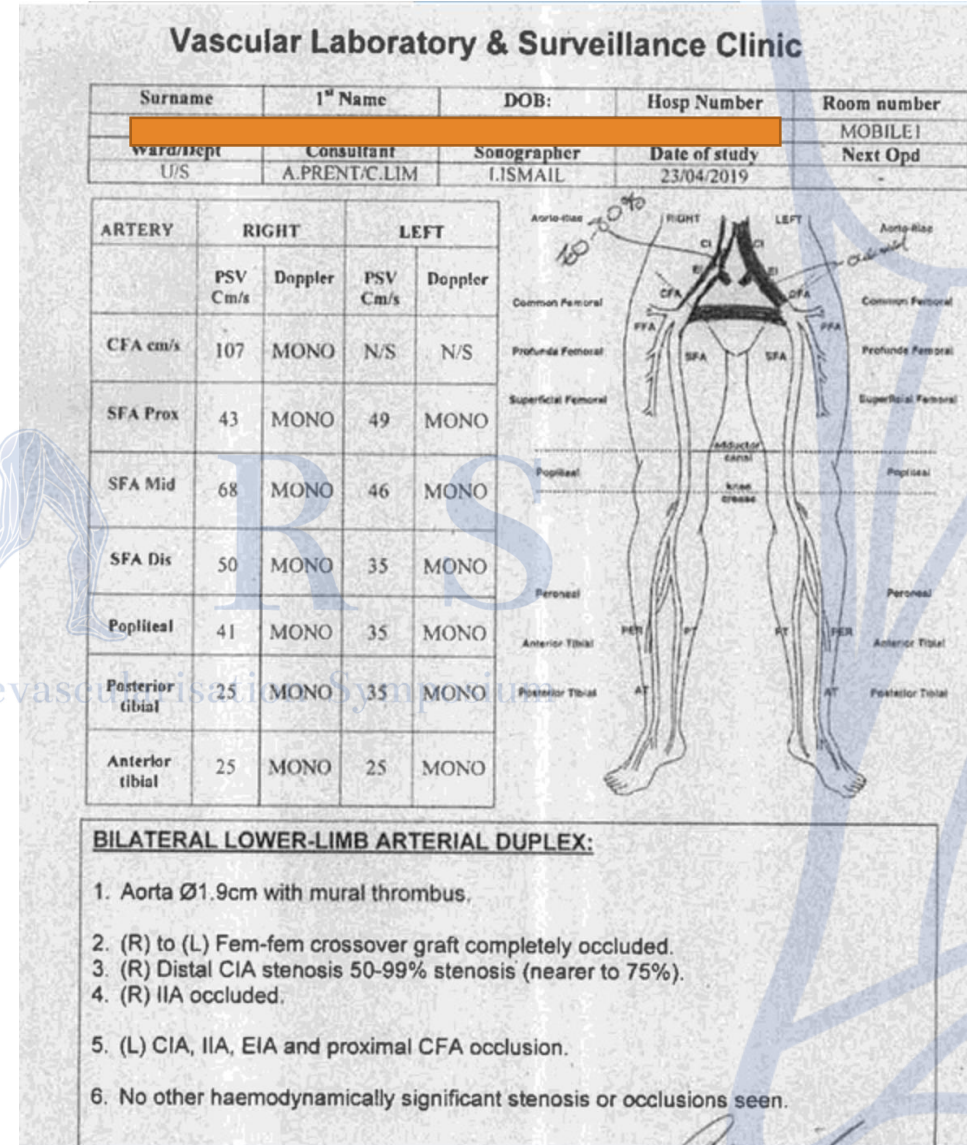 Vascular Laboratory & Surveillance Clinic
Surname 1st Name DOB: Hosp Number Room number
MOBILE1
Ward/Dept Consultant Sonographer Date of study Next Opd
U/S A.PRENT/C.LIM I.ISMAIL 23/04/2019 -
ARTERY RIGHT LEFT
PSV Cm/s Doppler PSV Cm/s Doppler
CFA cm/s 107 MONO N/S N/S
SFA Prox 43 MONO 49 MONO
SFA Mid 68 MONO 46 MONO
SFA Dis 50 MONO 35 MONO
Popliteal 41 MONO 35 MONO
Posterior tibial 25 MONO 35 MONO
Anterior tibial 25 MONO 25 MONO
Aorto-iliac RIGHT LEFT Aorto-iliac
CI CI
EI EI
CFA CFA
Common Femoral Common Femoral
PFA PFA
Profunda Femoral SFA SFA Profunda Femoral
Superficial Femoral Superficial Femoral
adductor
canal
Popliteal Popliteal
knee
crease
Peroneal Peroneal
PER PT PT PER
Anterior Tibial Anterior Tibial
Posterior Tibial AT AT Posterior Tibial
R S
evascularisation Symposium
BILATERAL LOWER-LIMB ARTERIAL DUPLEX:
1. Aorta Ø1.9cm with mural thrombus.
2. (R) to (L) Fem-fem crossover graft completely occluded.
3. (R) Distal CIA stenosis 50-99% stenosis (nearer to 75%).
4. (R) IIA occluded.
5. (L) CIA, IIA, EIA and proximal CFA occlusion.
6. No other haemodynamically significant stenosis or occlusions seen.